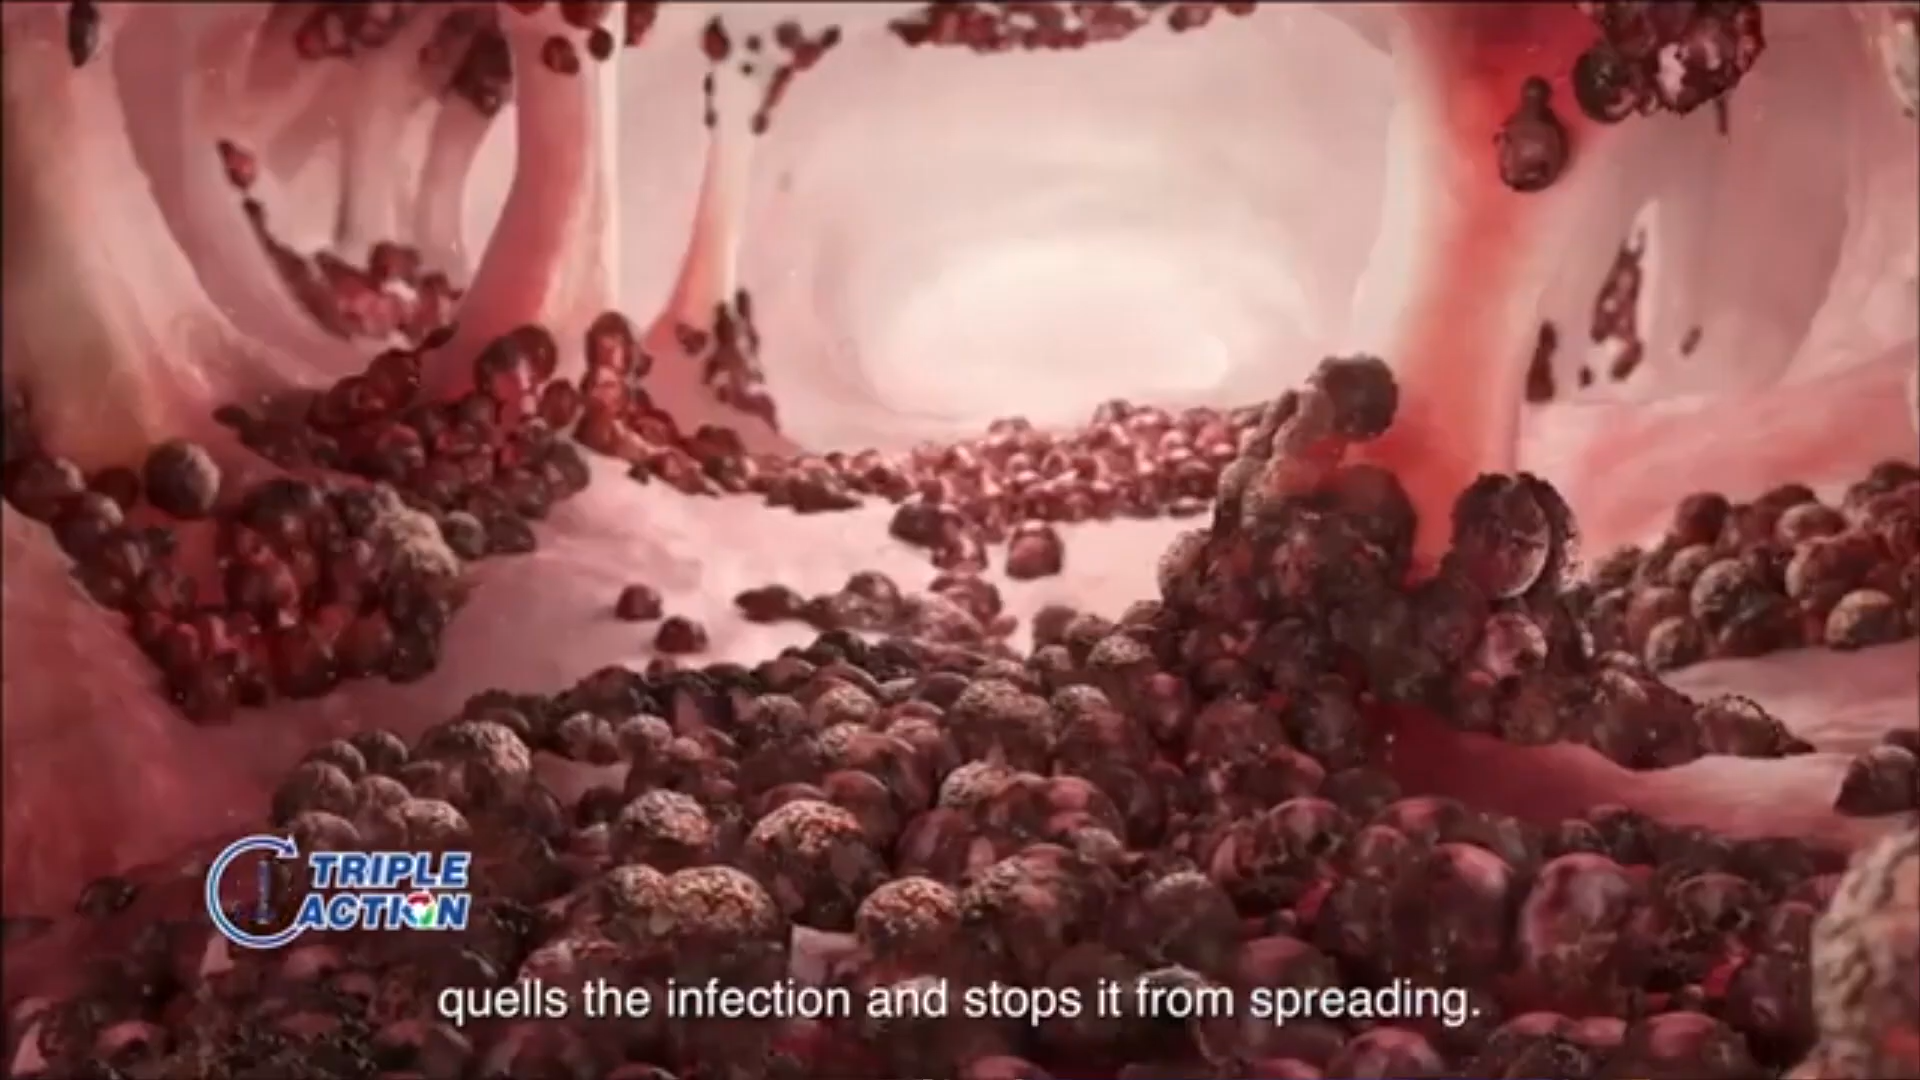 TRIPLE
ACTION
quells the infection and stops it from spreading.